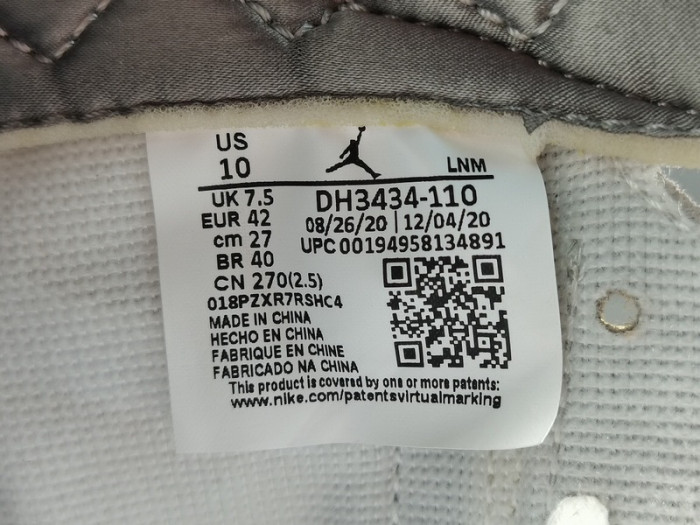 US
10
LNM
UK 7.5
EUR 42
cm 27
BR 40
CN 270(2.5)
018PZXR7RSHC4
DH3434-110
08/26/20 | 12/04/20
UPC 00194958134891
MADE IN CHINA
HECHO EN CHINA
FABRIQUE EN CHINE
FABRICADO NA CHINA
This product is covered by one or more patents:
www.nike.com/patentsvirtualmarking